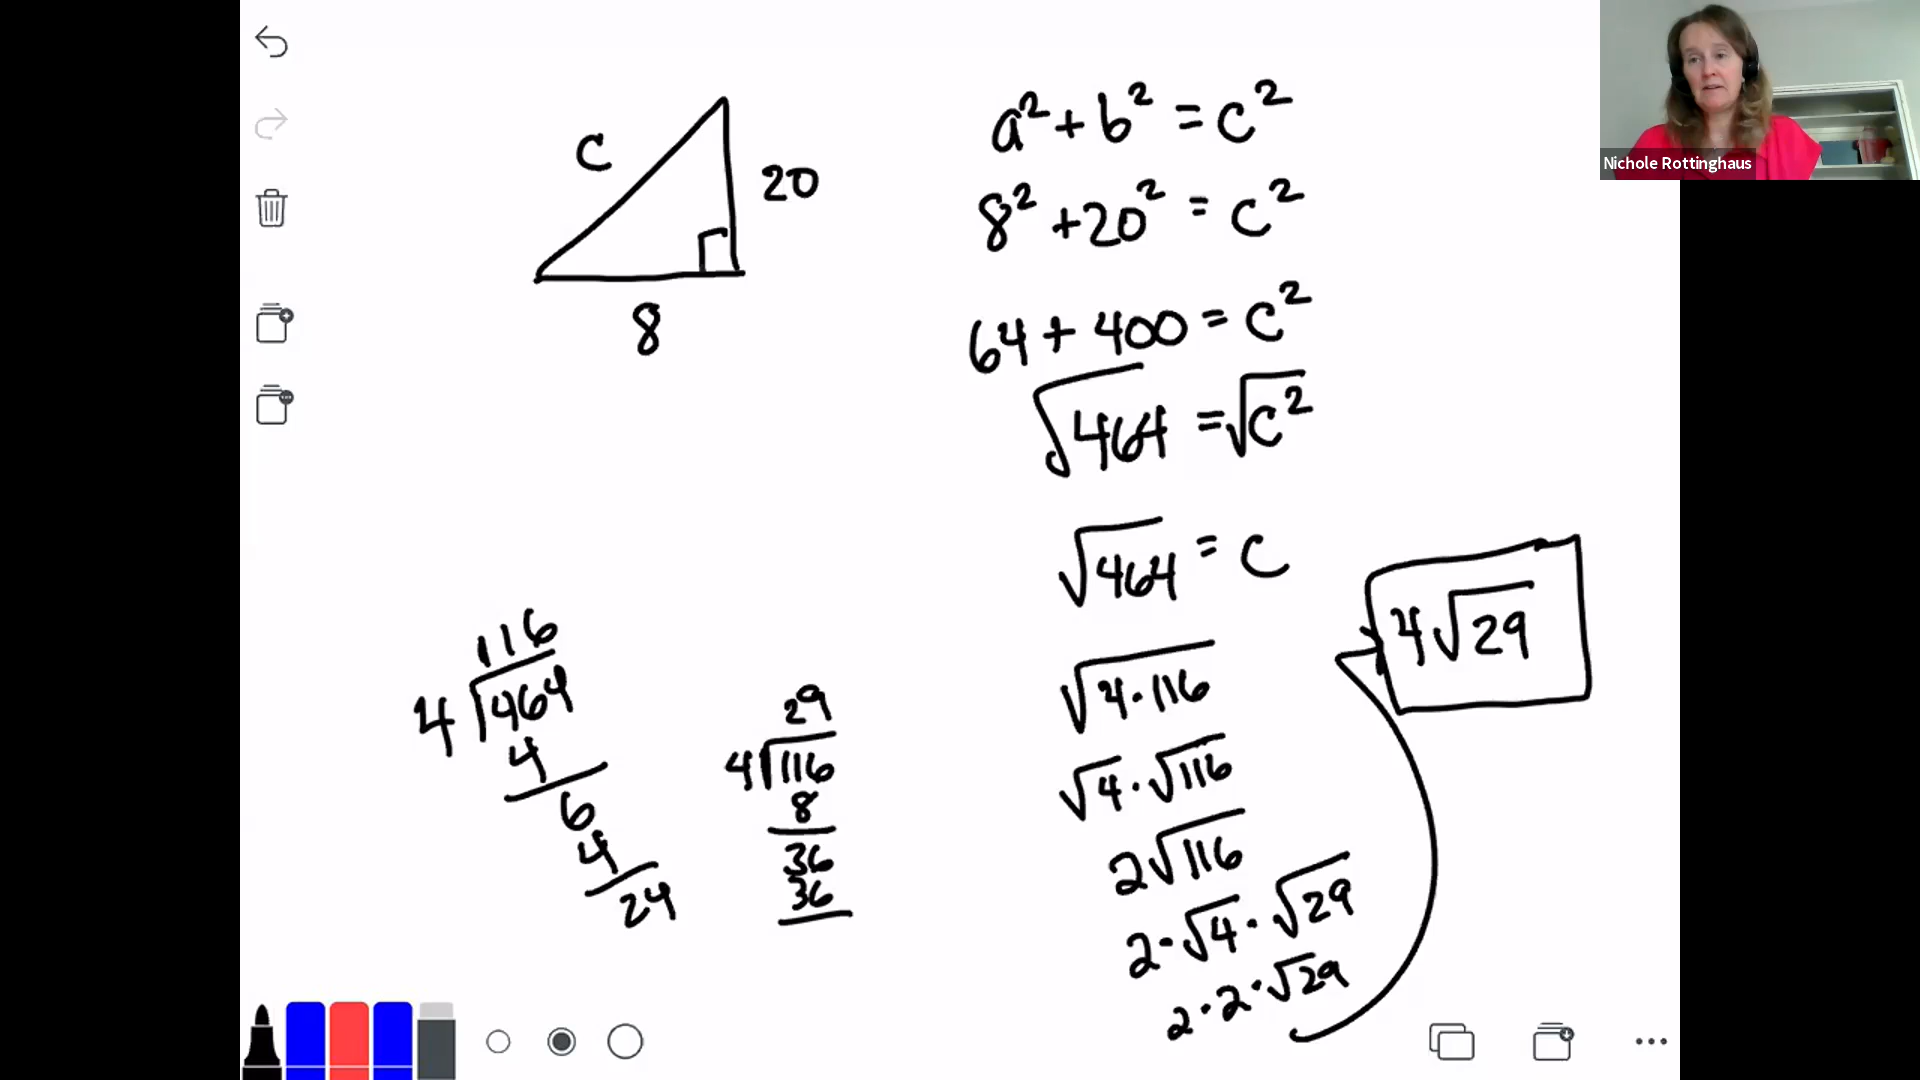 c
20
8
a² + b² = c²
8² + 20² = c²
64 + 400 = c²
√464 = √c²
√464 = c
√4·116
√4 · √116
2√116
2·√4·√29
2·2·√29
4√29
116
4 √464
4
6
4
24
29
4 √116
8
36
36
Nichole Rottinghaus